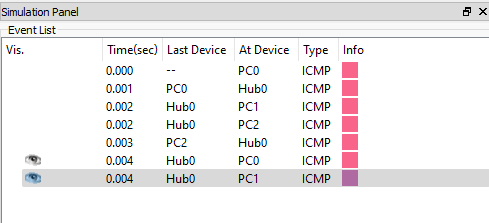 Simulation Panel
Event List
Vis. Time(sec) Last Device At Device Type Info
0.000 -- PC0 ICMP
0.001 PC0 Hub0 ICMP
0.002 Hub0 PC1 ICMP
0.002 Hub0 PC2 ICMP
0.003 PC2 Hub0 ICMP
0.004 Hub0 PC0 ICMP
0.004 Hub0 PC1 ICMP